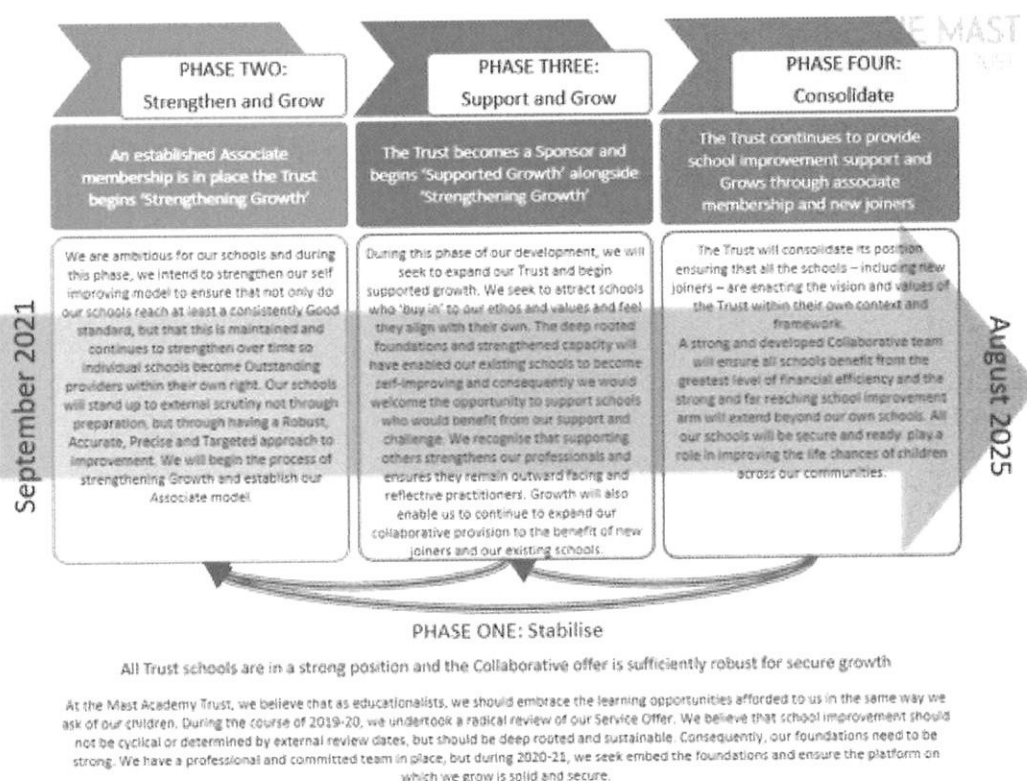 E MAST
PHASE TWO:
Strengthen and Grow
An established Associate
membership is in place the Trust
begins 'Strengthening Growth'
We are ambitious for our schools and during
this phase, we intend to strengthen our self
improving model to ensure that not only do
our schools reach at least a consistently Good
standard, but that this is maintained and
continues to strengthen over time so
individual schools become Outstanding
providers within their own right. Our schools
will stand up to external scrutiny not through
preparation, but through having a Robust,
Accurate, Precise and Targeted approach to
improvement. We will begin the process of
strengthening Growth and establish our
Associate model.
PHASE THREE:
Support and Grow
The Trust becomes a Sponsor and
begins 'Supported Growth' alongside
'Strengthening Growth'
During this phase of our development, we will
seek to expand our Trust and begin
supported growth. We seek to attract schools
who 'buy in' to our ethos and values and feel
they align with their own. The deep rooted
foundations and strengthened capacity will
have enabled our existing schools to become
self-improving and consequently we would
welcome the opportunity to support schools
who would benefit from our support and
challenge. We recognise that supporting
others strengthens our professionals and
ensures they remain outward facing and
reflective practitioners. Growth will also
enable us to continue to expand our
collaborative provision to the benefit of new
joiners and our existing schools.
PHASE FOUR:
Consolidate
The Trust continues to provide
school improvement support and
Grows through associate
membership and new joiners
The Trust will consolidate its position
ensuring that all the schools – including new
joiners – are enacting the vision and values of
the Trust within their own context and
framework.
A strong and developed Collaborative team
will ensure all schools benefit from the
greatest level of financial efficiency and the
strong and far reaching school improvement
arm will extend beyond our own schools. All
our schools will be secure and ready play a
role in improving the life chances of children
across our communities.
September 2021
August 2025
PHASE ONE: Stabilise
All Trust schools are in a strong position and the Collaborative offer is sufficiently robust for secure growth
At the Mast Academy Trust, we believe that as educationalists, we should embrace the learning opportunities afforded to us in the same way we
ask of our children. During the course of 2019-20, we undertook a radical review of our Service Offer. We believe that school improvement should
not be cyclical or determined by external review dates, but should be deep rooted and sustainable. Consequently, our foundations need to be
strong. We have a professional and committed team in place, but during 2020-21, we seek embed the foundations and ensure the platform on
which we grow is solid and secure.